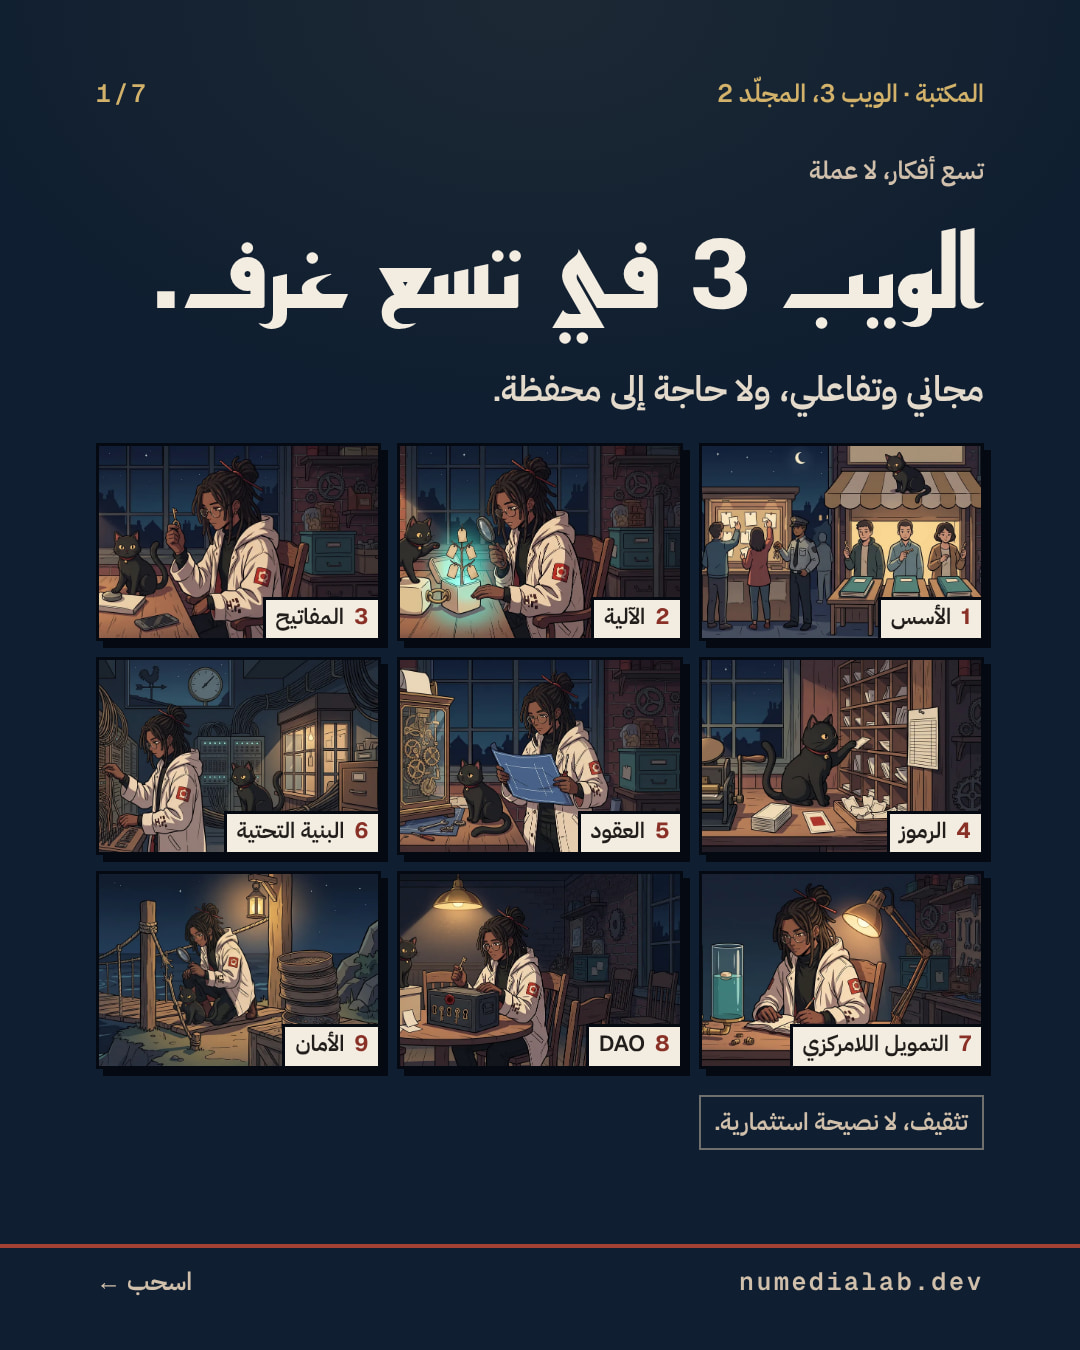 المكتبة · الويب 3، المجلّد 2
1 / 7
تسع أفكار، لا عملة
الويب 3 في تسع غرف.
مجاني وتفاعلي، ولا حاجة إلى محفظة.
1 الأسس
2 الآلية
3 المفاتيح
4 الرموز
5 العقود
6 البنية التحتية
7 التمويل اللامركزي
8 DAO
9 الأمان
تثقيف، لا نصيحة استثمارية.
numedialab.dev
اسحب ←